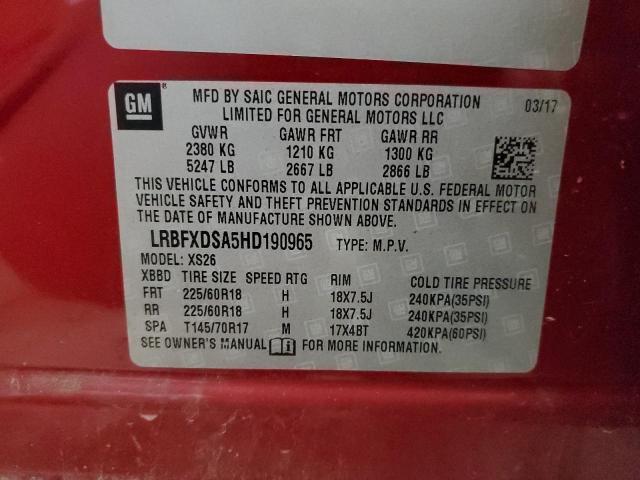 GM ®
MFD BY SAIC GENERAL MOTORS CORPORATION 03/17
LIMITED FOR GENERAL MOTORS LLC
GVWR GAWR FRT GAWR RR
2380 KG 1210 KG 1300 KG
5247 LB 2667 LB 2866 LB
THIS VEHICLE CONFORMS TO ALL APPLICABLE U.S. FEDERAL MOTOR
VEHICLE SAFETY AND THEFT PREVENTION STANDARDS IN EFFECT ON
THE DATE OF MANUFACTURE SHOWN ABOVE.
LRBFXDSA5HD190965 TYPE: M.P.V.
MODEL: XS26
XBBD TIRE SIZE SPEED RTG RIM COLD TIRE PRESSURE
FRT 225/60R18 H 18X7.5J 240KPA(35PSI)
RR 225/60R18 H 18X7.5J 240KPA(35PSI)
SPA T145/70R17 M 17X4BT 420KPA(60PSI)
SEE OWNER'S MANUAL FOR MORE INFORMATION.